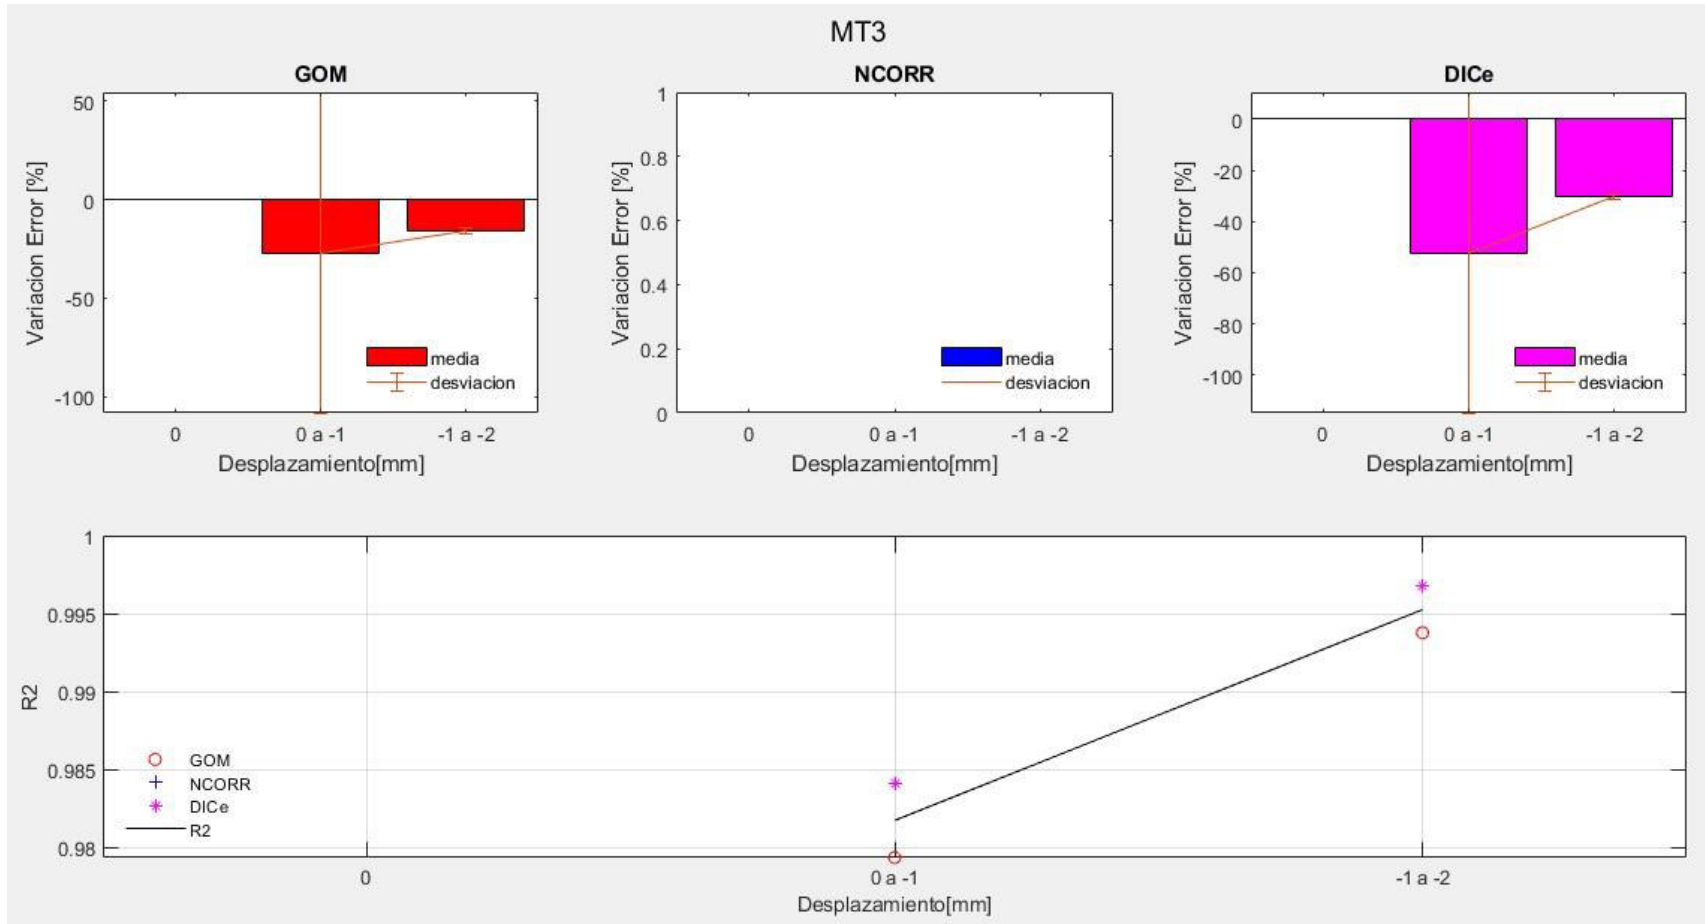 MT3
GOM
50
0
-50
-100
Variacion Error [%]
media
desviacion
0
0 a -1
-1 a -2
Desplazamiento[mm]
NCORR
1
0.8
0.6
0.4
0.2
0
Variacion Error [%]
media
desviacion
0
0 a -1
-1 a -2
Desplazamiento[mm]
DICe
0
-20
-40
-60
-80
-100
Variacion Error [%]
media
desviacion
0
0 a -1
-1 a -2
Desplazamiento[mm]
1
0.995
0.99
0.985
0.98
R2
GOM
NCORR
DICe
R2
0
0 a -1
-1 a -2
Desplazamiento[mm]